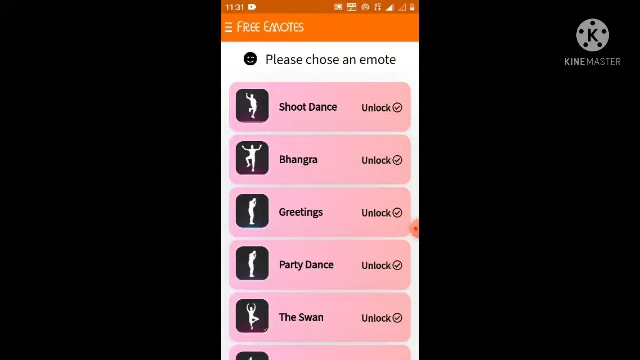 11:31
FREE EMOTES
K
KINEMASTER
Please chose an emote
Shoot Dance Unlock
Bhangra Unlock
Greetings Unlock
Party Dance Unlock
The Swan Unlock